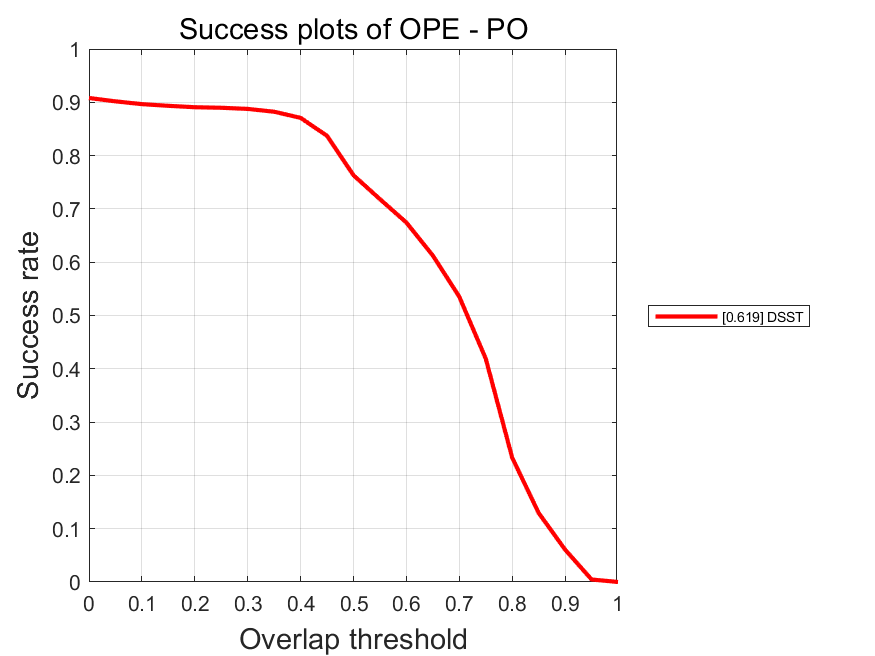 Success plots of OPE - PO
1
0.9
0.8
0.7
0.6
0.5
0.4
0.3
0.2
0.1
0
Success rate
0 0.1 0.2 0.3 0.4 0.5 0.6 0.7 0.8 0.9 1
Overlap threshold
[0.619] DSST